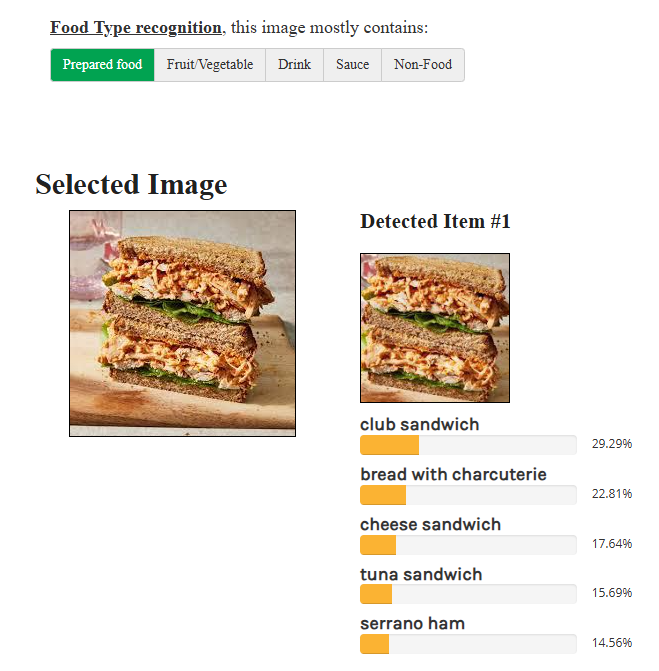 Food Type recognition, this image mostly contains:
Prepared food Fruit/Vegetable Drink Sauce Non-Food
Selected Image
Detected Item #1
club sandwich
29.29%
bread with charcuterie
22.81%
cheese sandwich
17.64%
tuna sandwich
15.69%
serrano ham
14.56%